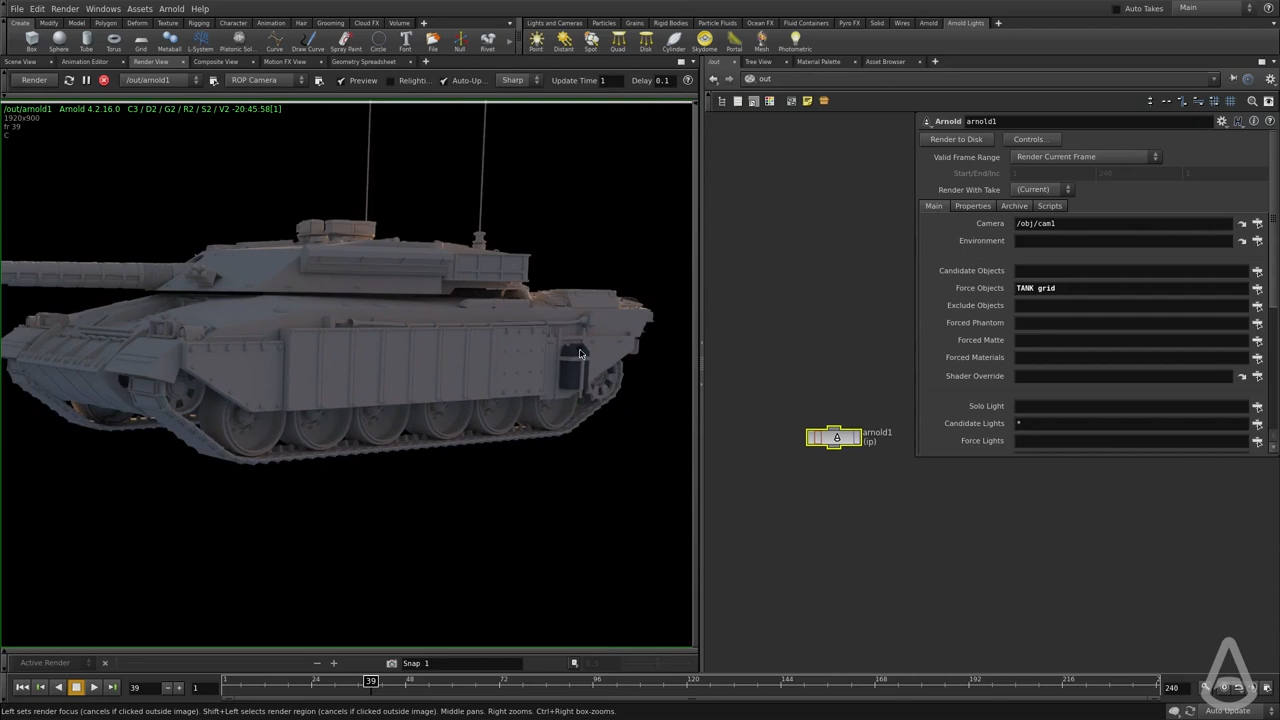 File Edit Render Windows Assets Arnold Help
Auto Takes Main
Create Modify Model Polygon Deform Texture Rigging Character Animation Hair Grooming Cloud FX Volume
Lights and Cameras Particles Grains Rigid Bodies Particle Fluids Ocean FX Fluid Containers Pyro FX Solid Wires Arnold Arnold Lights
Box Sphere Tube Torus Grid Metaball L-System Platonic Sol... Curve Draw Curve Spray Paint Circle Font File Null Rivet
Point Distant Spot Quad Disk Cylinder Skydome Portal Mesh Photometric
Scene View Animation Editor Render View Composite View Motion FX View Geometry Spreadsheet
/out Tree View Material Palette Asset Browser
Render /out/arnold1 ROP Camera Preview Relighti... Auto-Up... Sharp Update Time 1 Delay 0.1
out
/out/arnold1 Arnold 4.2.16.0 C3 / D2 / G2 / R2 / S2 / V2 -20:45:58[1]
1920x900
fr 39
C
Arnold arnold1
Render to Disk Controls...
Valid Frame Range Render Current Frame
Start/End/Inc 1 240 1
Render With Take (Current)
Main Properties Archive Scripts
Camera /obj/cam1
Environment
Candidate Objects
Force Objects TANK grid
Exclude Objects
Forced Phantom
Forced Matte
Forced Materials
Shader Override
Solo Light
Candidate Lights *
Force Lights
arnold1
(ip)
Active Render Snap 1 0.5
39 1 1 24 39 48 72 96 120 144 168 192 216 240
Left sets render focus (cancels if clicked outside image). Shift+Left selects render region (cancels if clicked outside image). Middle pans. Right zooms. Ctrl+Right box-zooms.
Auto Update